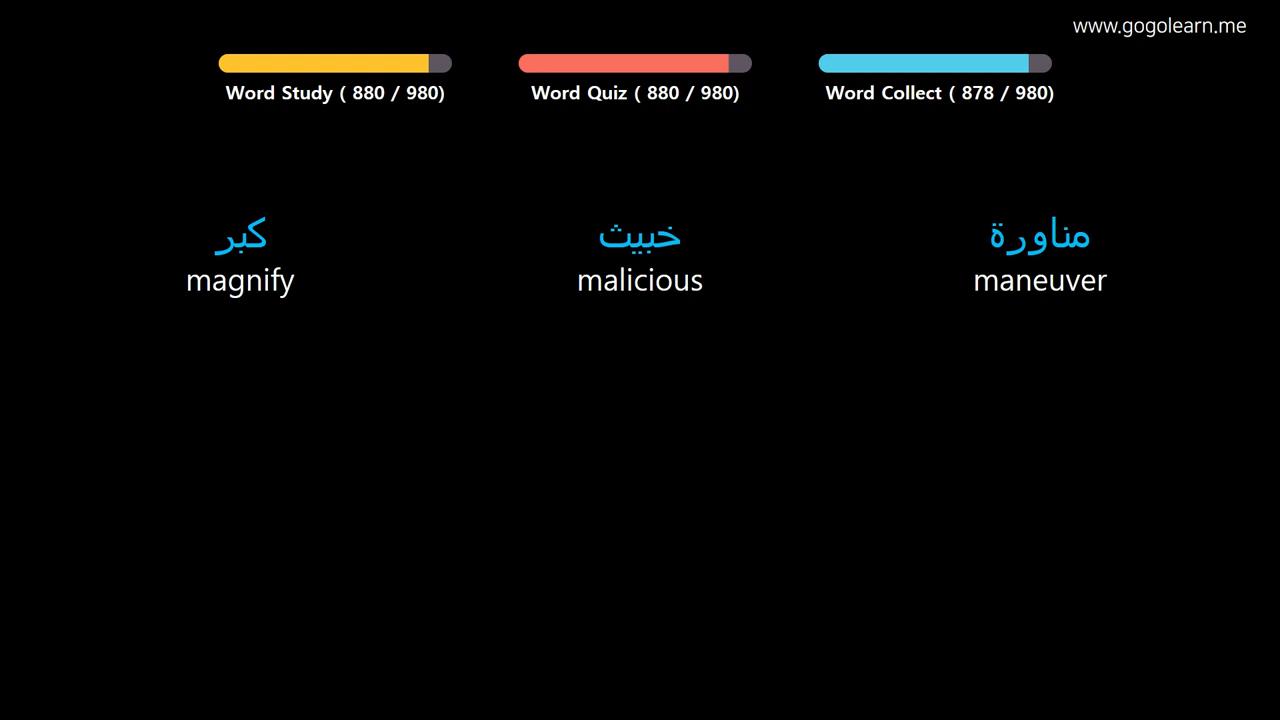 www.gogolearn.me
Word Study ( 880 / 980)
Word Quiz ( 880 / 980)
Word Collect ( 878 / 980)
كبر
magnify
خبيث
malicious
مناورة
maneuver